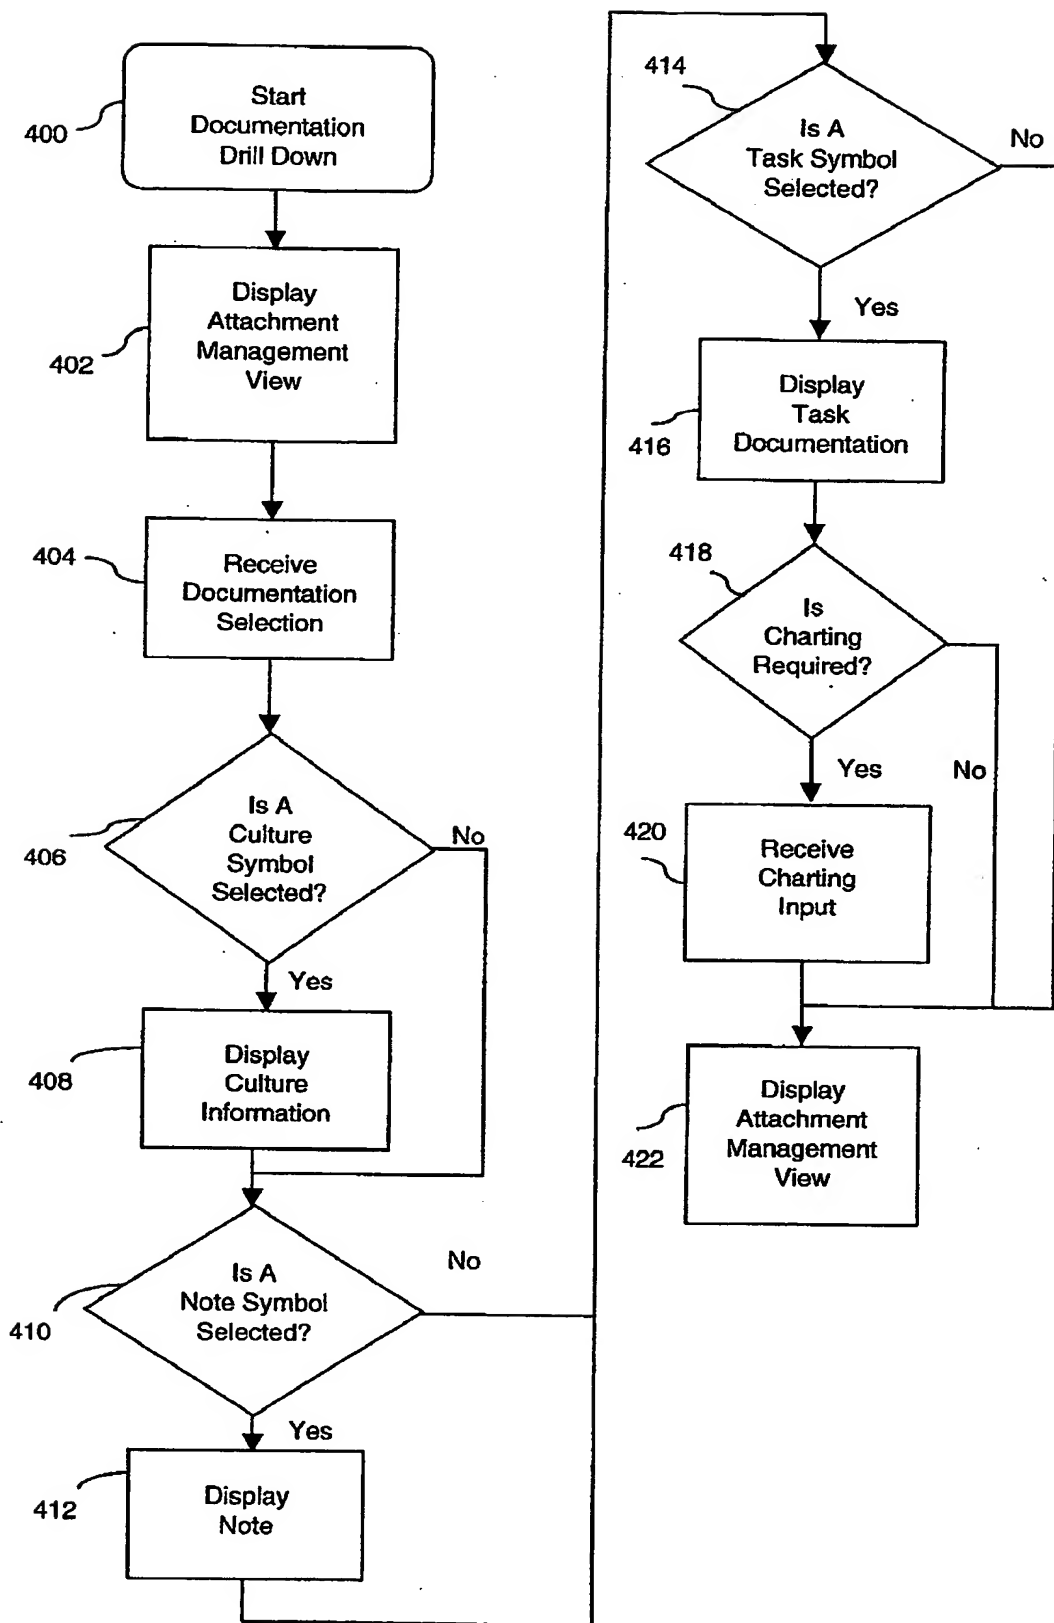 400
Start
Documentation
Drill Down
402
Display
Attachment
Management
View
404
Receive
Documentation
Selection
406
Is A
Culture
Symbol
Selected?
No
Yes
408
Display
Culture
Information
410
Is A
Note Symbol
Selected?
No
Yes
412
Display
Note
414
Is A
Task Symbol
Selected?
No
Yes
416
Display
Task
Documentation
418
Is
Charting
Required?
Yes
No
420
Receive
Charting
Input
422
Display
Attachment
Management
View